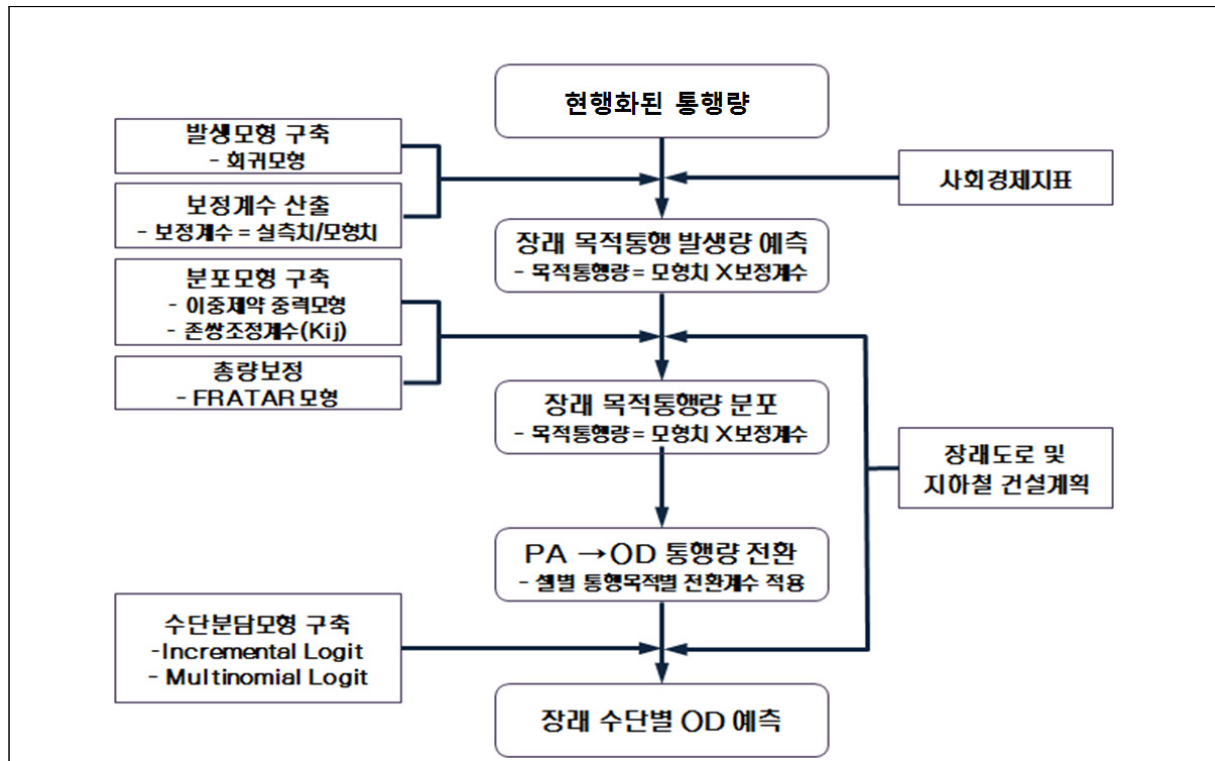 현행화된 통행량
발생모형 구축
- 회귀모형
사회경제지표
보정계수 산출
- 보정계수 = 실측치/모형치
장래 목적통행 발생량 예측
- 목적통행량 = 모형치 X보정계수
분포모형 구축
- 이중제약 중력모형
- 존쌍조정계수(Kij)
총량보정
- FRATAR 모형
장래 목적통행량 분포
- 목적통행량 = 모형치 X보정계수
장래도로 및
지하철 건설계획
PA →OD 통행량 전환
- 셀별 통행목적별 전환계수 적용
수단분담모형 구축
-Incremental Logit
- Multinomial Logit
장래 수단별 OD 예측